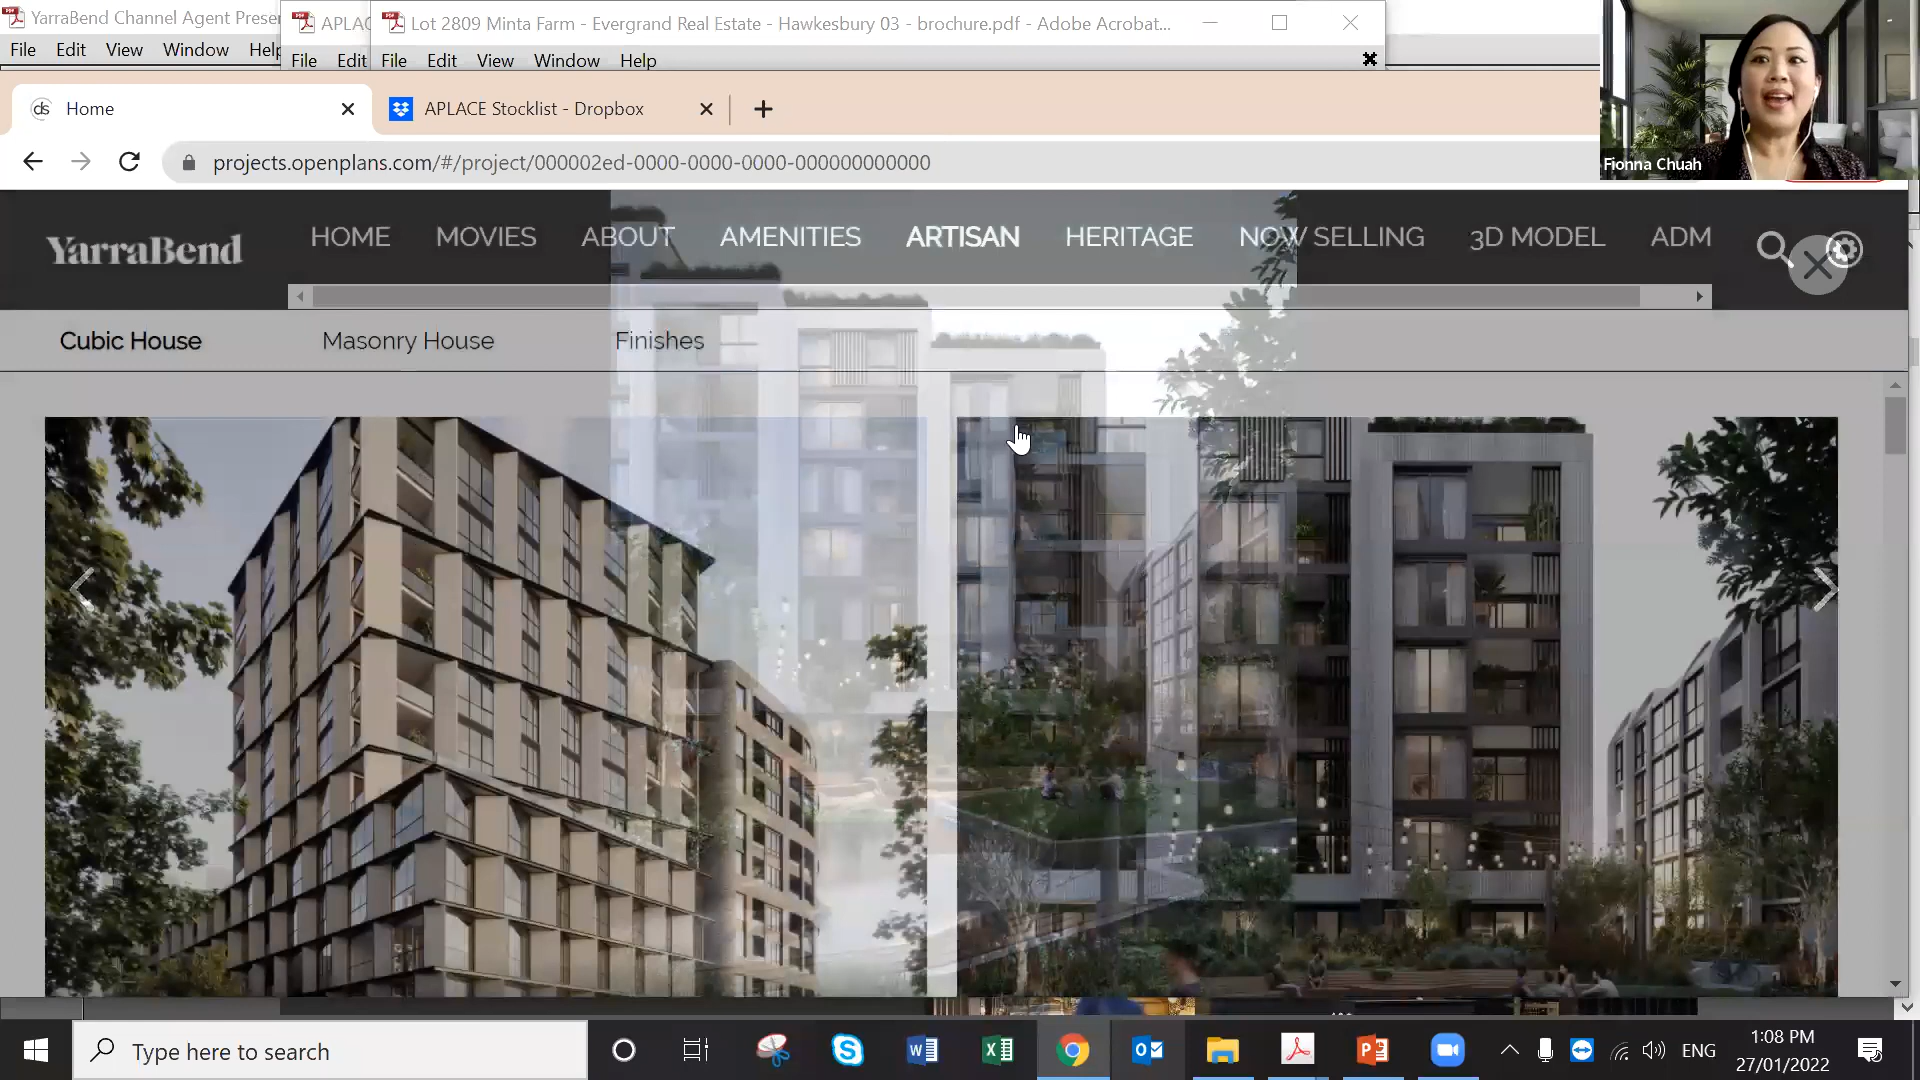 YarraBend Channel Agent Presen
APLAC
Lot 2809 Minta Farm - Evergrand Real Estate - Hawkesbury 03 - brochure.pdf - Adobe Acrobat...
File Edit View Window Help
File Edit
File Edit View Window Help
Home
APLACE Stocklist - Dropbox
projects.openplans.com/#/project/000002ed-0000-0000-0000-000000000000
Fionna Chuah
YarraBend
HOME MOVIES ABOUT AMENITIES ARTISAN HERITAGE NOW SELLING 3D MODEL ADM
Cubic House Masonry House Finishes
Type here to search
ENG
1:08 PM
27/01/2022